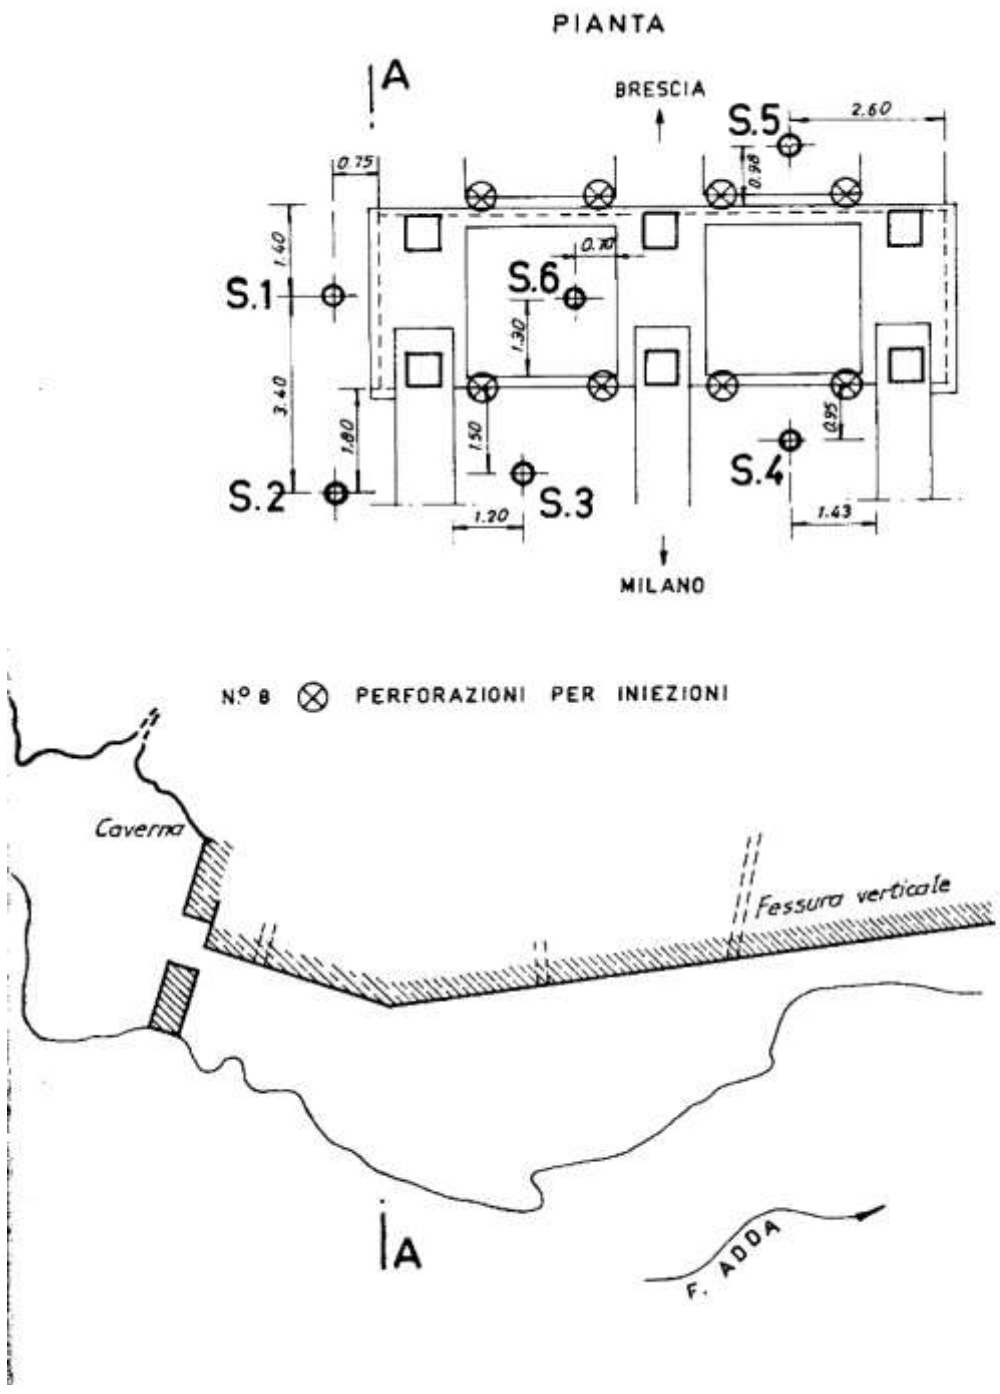 PIANTA
A
BRESCIA
S.5
2.60
0.98
0.75
1.40
S.1
S.6
0.70
1.30
3.40
1.80
1.50
0.95
S.2
S.3
S.4
1.20
1.43
MILANO
N.º 8 PERFORAZIONI PER INIEZIONI
Caverna
Fessura verticale
A
F. ADDA